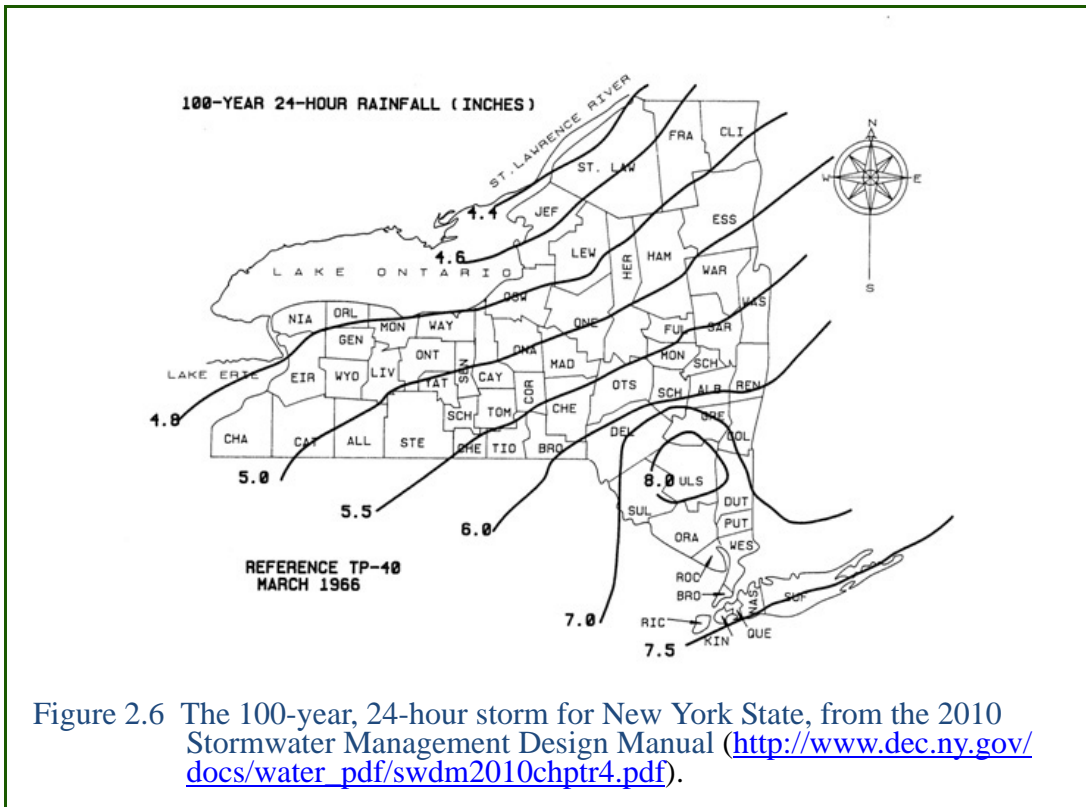 100-YEAR 24-HOUR RAINFALL (INCHES)
ST. LAWRENCE RIVER
N
W
E
S
FRA
CLI
ST. LAW
4.4
JEF
ESS
4.6
LEW
HER
HAM
LAKE ONTARIO
WAR
OSW
WAS
NIA
ORL
MON
WAY
ONE
FUL
SAR
GEN
ONA
MON
LAKE ERIE
EIR
WYO
LIV
ONT
SEN
CAY
MAD
SCH
YAT
COR
OTS
SCH
ALB
REN
4.8
SCH
TOM
CHE
GRE
CHA
CAT
ALL
STE
CHE
TIO
BRO
DEL
COL
5.0
8.0
ULS
5.5
SUL
DUT
6.0
PUT
ORA
WES
REFERENCE TP-40
MARCH 1966
ROC
BRO
NAS
SUF
7.0
RIC
KIN
QUE
7.5
Figure 2.6 The 100-year, 24-hour storm for New York State, from the 2010
Stormwater Management Design Manual (http://www.dec.ny.gov/
docs/water_pdf/swdm2010chptr4.pdf).